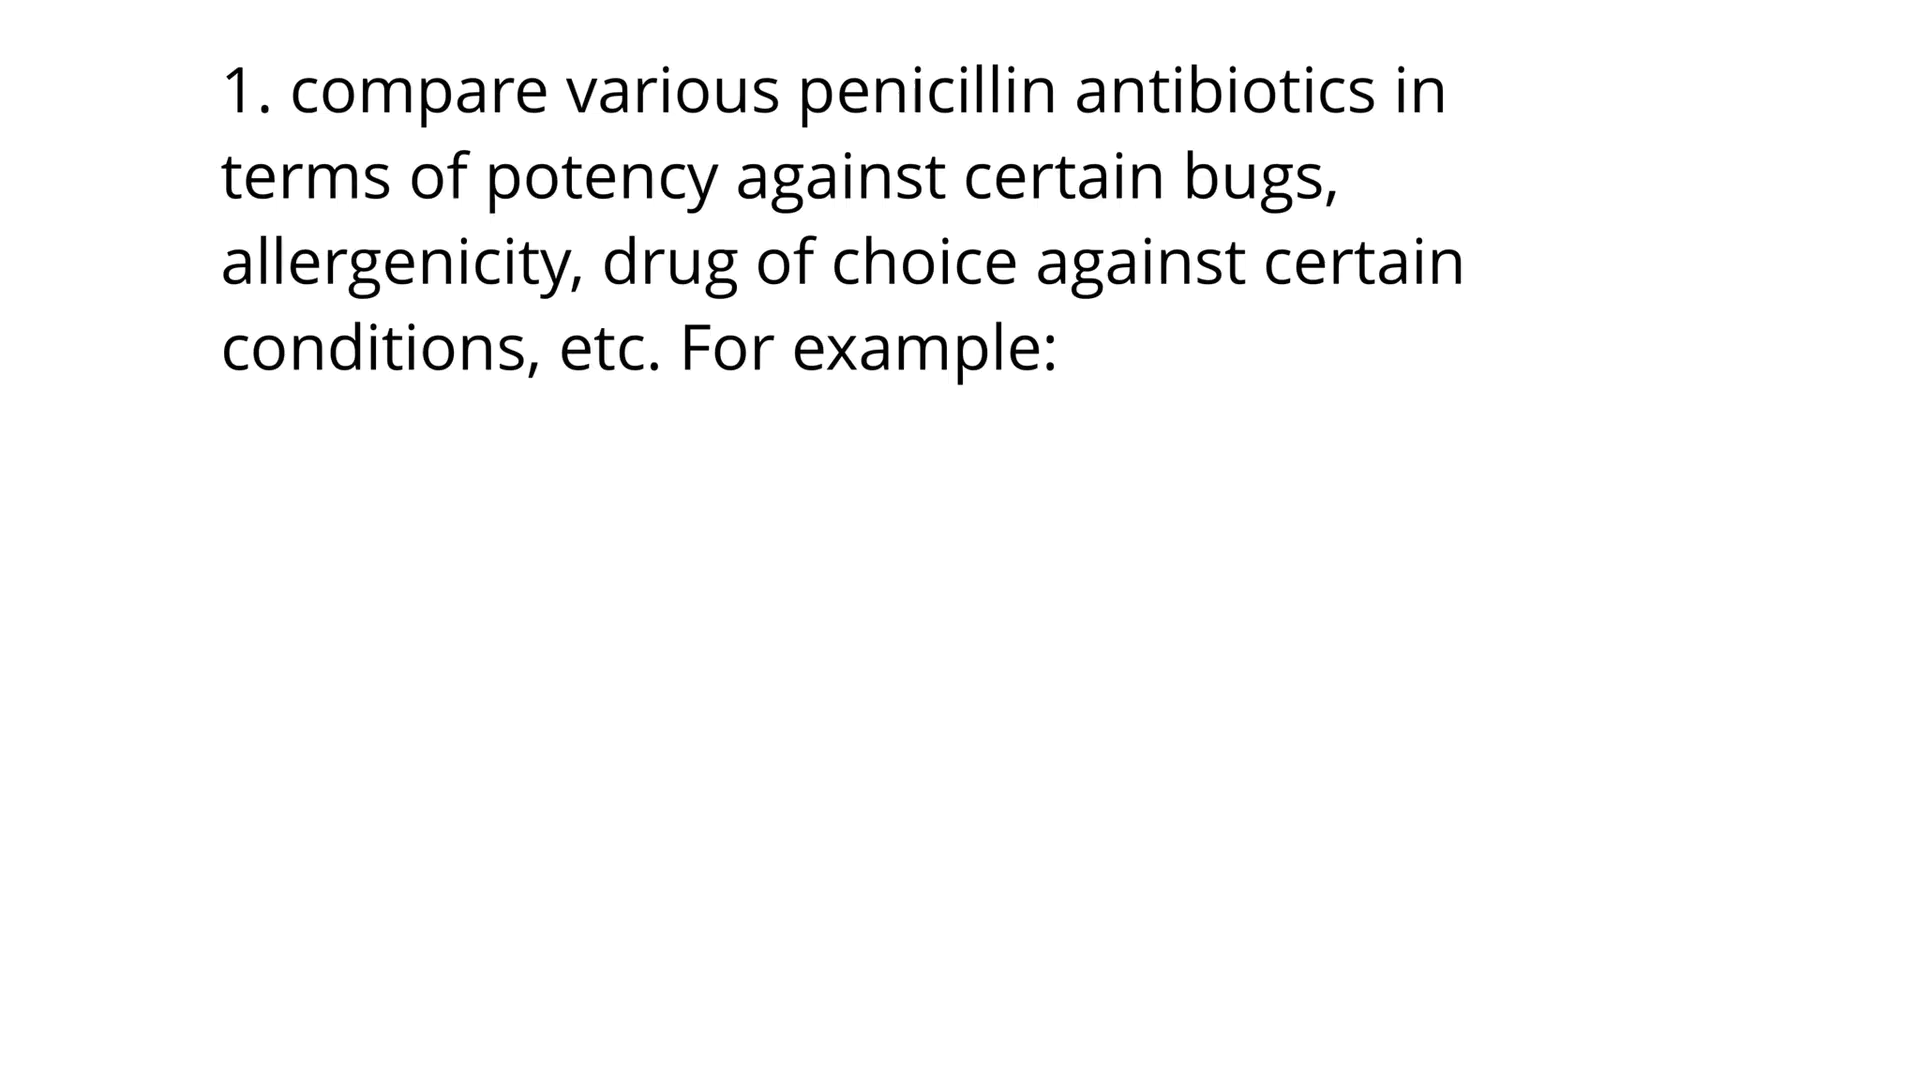 1. compare various penicillin antibiotics in
terms of potency against certain bugs,
allergenicity, drug of choice against certain
conditions, etc. For example: